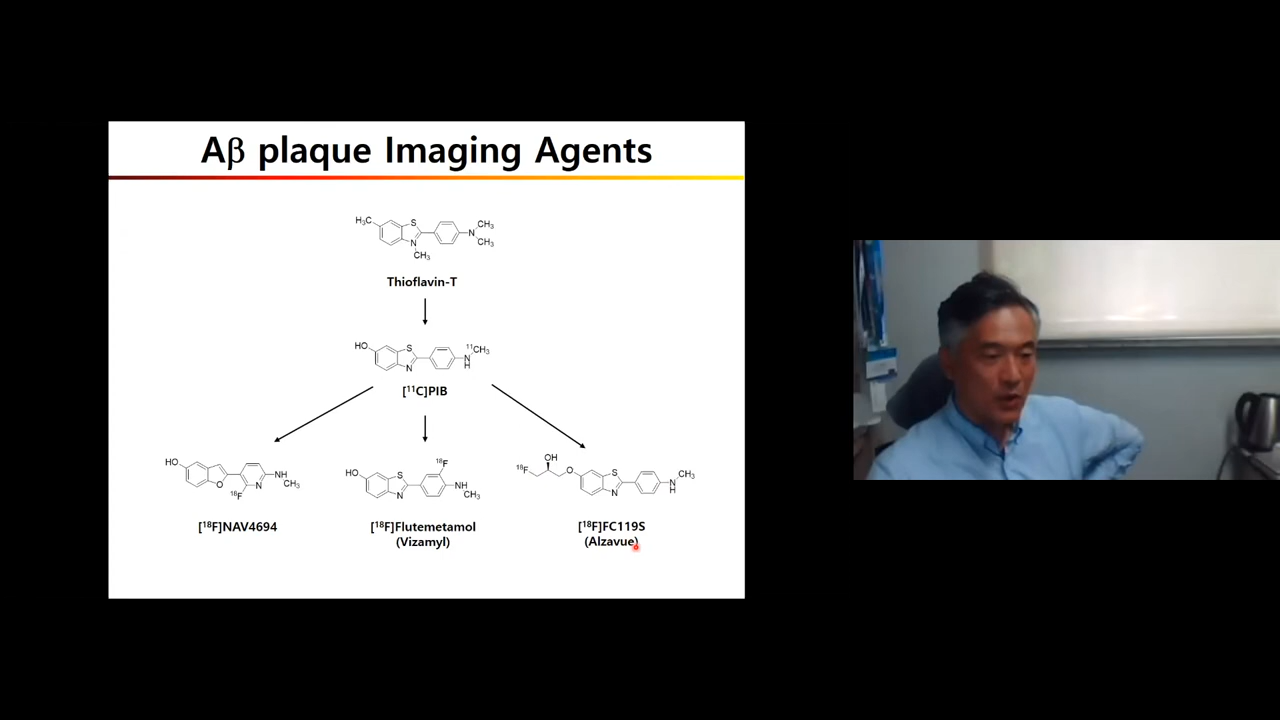 Aβ plaque Imaging Agents
H₃C
S
N
CH₃
N
CH₃
CH₃
Thioflavin-T
HO
S
N
N
H
¹¹CH₃
[¹¹C]PIB
HO
O
¹⁸F
N
NH
CH₃
[¹⁸F]NAV4694
HO
S
N
¹⁸F
NH
CH₃
[¹⁸F]Flutemetamol
(Vizamyl)
¹⁸F
OH
O
S
N
N
H
CH₃
[¹⁸F]FC119S
(Alzavue)